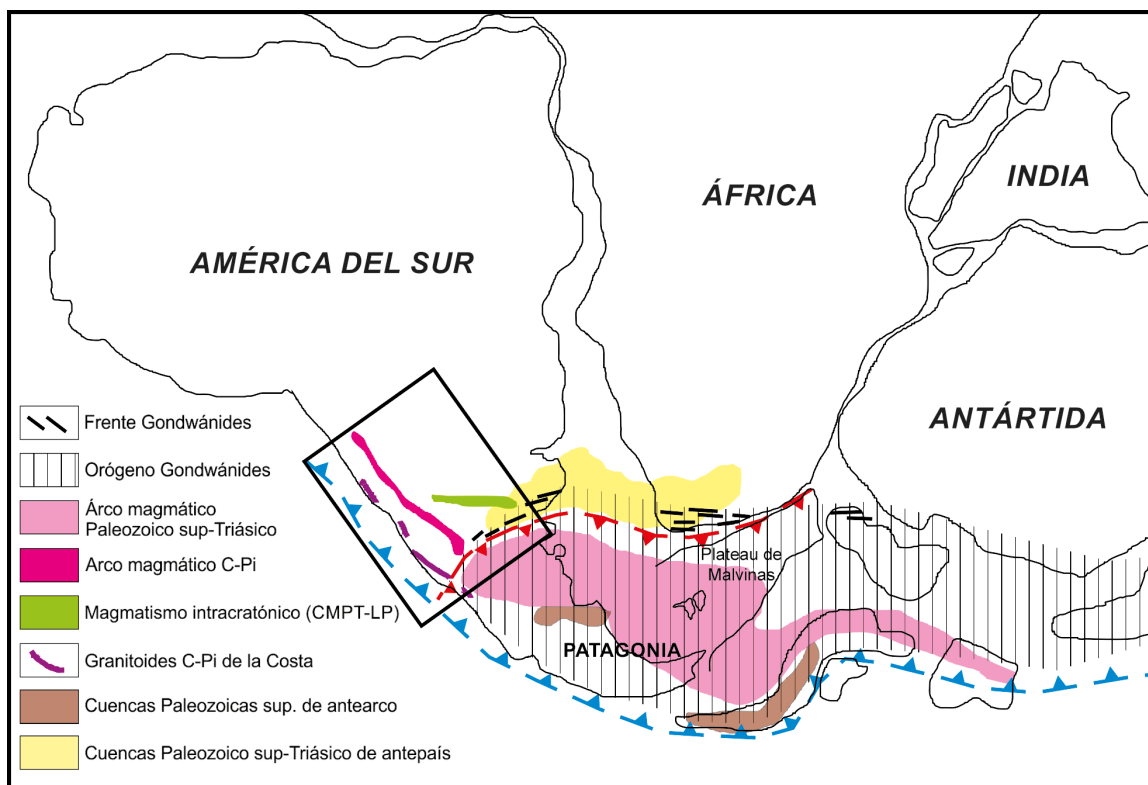 INDIA
ÁFRICA
AMÉRICA DEL SUR
ANTÁRTIDA
Plateau de
Malvinas
PATAGONIA
Frente Gondwánides
Orógeno Gondwánides
Árco magmático
Paleozoico sup-Triásico
Arco magmático C-Pi
Magmatismo intracratónico (CMPT-LP)
Granitoides C-Pi de la Costa
Cuencas Paleozoicas sup. de antearco
Cuencas Paleozoico sup-Triásico de antepaís